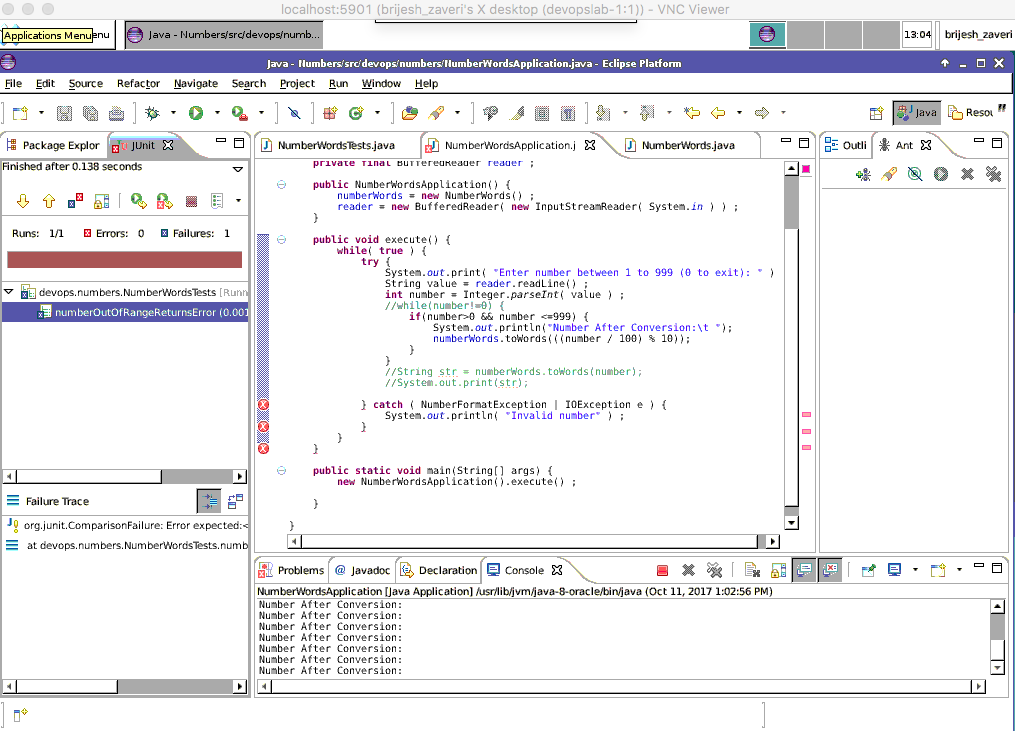 localhost:5901 (brijesh_zaveri's X desktop (devopslab-1:1)) - VNC Viewer
Applications Menu
enu
Java - Numbers/src/devops/numb...
13:04
brijesh_zaveri
Java - Numbers/src/devops/numbers/NumberWordsApplication.java - Eclipse Platform
File Edit Source Refactor Navigate Search Project Run Window Help
Java
Resou
Package Explor
JUnit
NumberWordsTests.java
NumberWordsApplication.j
NumberWords.java
Outli
Ant
Finished after 0.138 seconds
Runs: 1/1
Errors: 0
Failures: 1
devops.numbers.NumberWordsTests [Runn
numberOutOfRangeReturnsError (0.001
Failure Trace
org.junit.ComparisonFailure: Error expected:<
at devops.numbers.NumberWordsTests.numb
private final BufferedReader reader ;
public NumberWordsApplication() {
numberWords = new NumberWords() ;
reader = new BufferedReader( new InputStreamReader( System.in ) ) ;
}
public void execute() {
while( true ) {
try {
System.out.print( "Enter number between 1 to 999 (0 to exit): " )
String value = reader.readLine() ;
int number = Integer.parseInt( value ) ;
//while(number!=0) {
if(number>0 && number <=999) {
System.out.println("Number After Conversion:\t ");
numberWords.toWords(((number / 100) % 10));
}
}
//String str = numberWords.toWords(number);
//System.out.print(str);
} catch ( NumberFormatException | IOException e ) {
System.out.println( "Invalid number" ) ;
}
}
}
public static void main(String[] args) {
new NumberWordsApplication().execute() ;
}
}
Problems
Javadoc
Declaration
Console
NumberWordsApplication [Java Application] /usr/lib/jvm/java-8-oracle/bin/java (Oct 11, 2017 1:02:56 PM)
Number After Conversion:
Number After Conversion:
Number After Conversion:
Number After Conversion:
Number After Conversion:
Number After Conversion:
Number After Conversion: